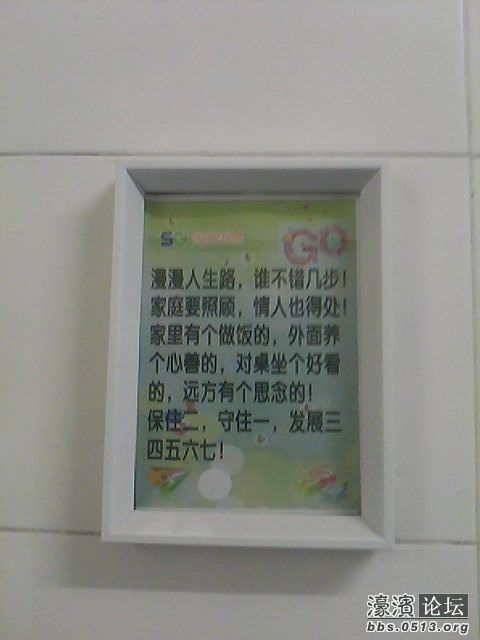 SG
GO
漫漫人生路，谁不错几步！
家庭要照顾，情人也得处！
家里有个做饭的，外面养
个心善的，对桌坐个好看
的，远方有个思念的！
保住二，守住一，发展三
四五六七！
濠滨论坛
bbs.0513.org